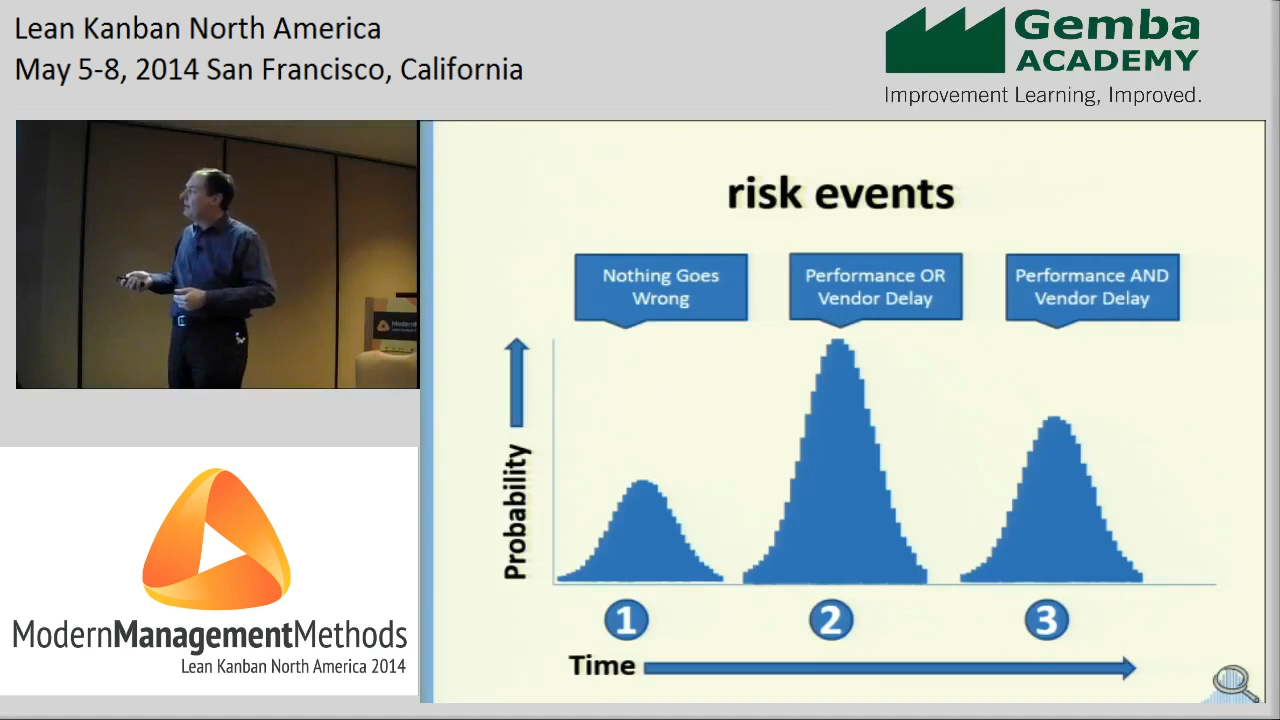 Lean Kanban North America
May 5-8, 2014 San Francisco, California
Gemba
ACADEMY
Improvement Learning, Improved.
risk events
Nothing Goes
Wrong
Performance OR
Vendor Delay
Performance AND
Vendor Delay
Probability
1 2 3
Time
ModernManagementMethods
Lean Kanban North America 2014